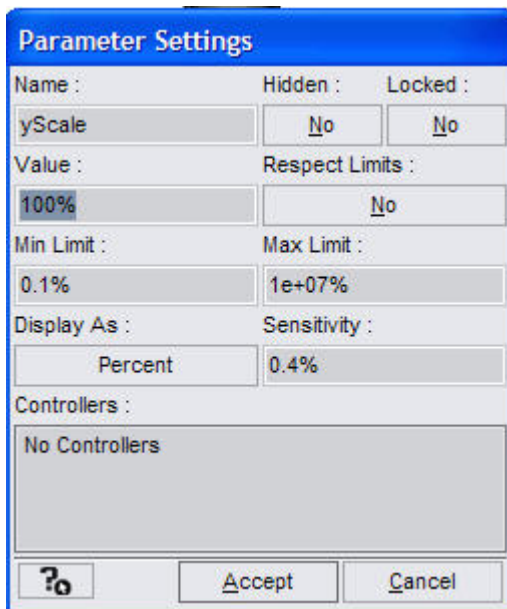 Parameter Settings
Name : Hidden : Locked :
yScale No No
Value : Respect Limits :
100% No
Min Limit : Max Limit :
0.1% 1e+07%
Display As : Sensitivity :
Percent 0.4%
Controllers :
No Controllers
? Accept Cancel